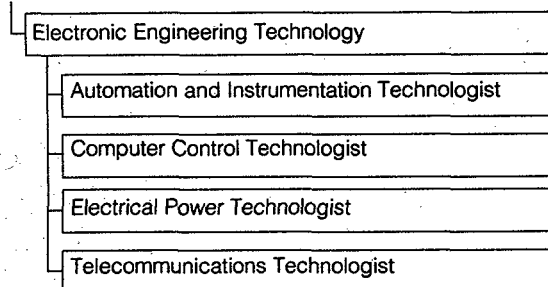 Electronic Engineering Technology
Automation and Instrumentation Technologist
Computer Control Technologist
Electrical Power Technologist
Telecommunications Technologist